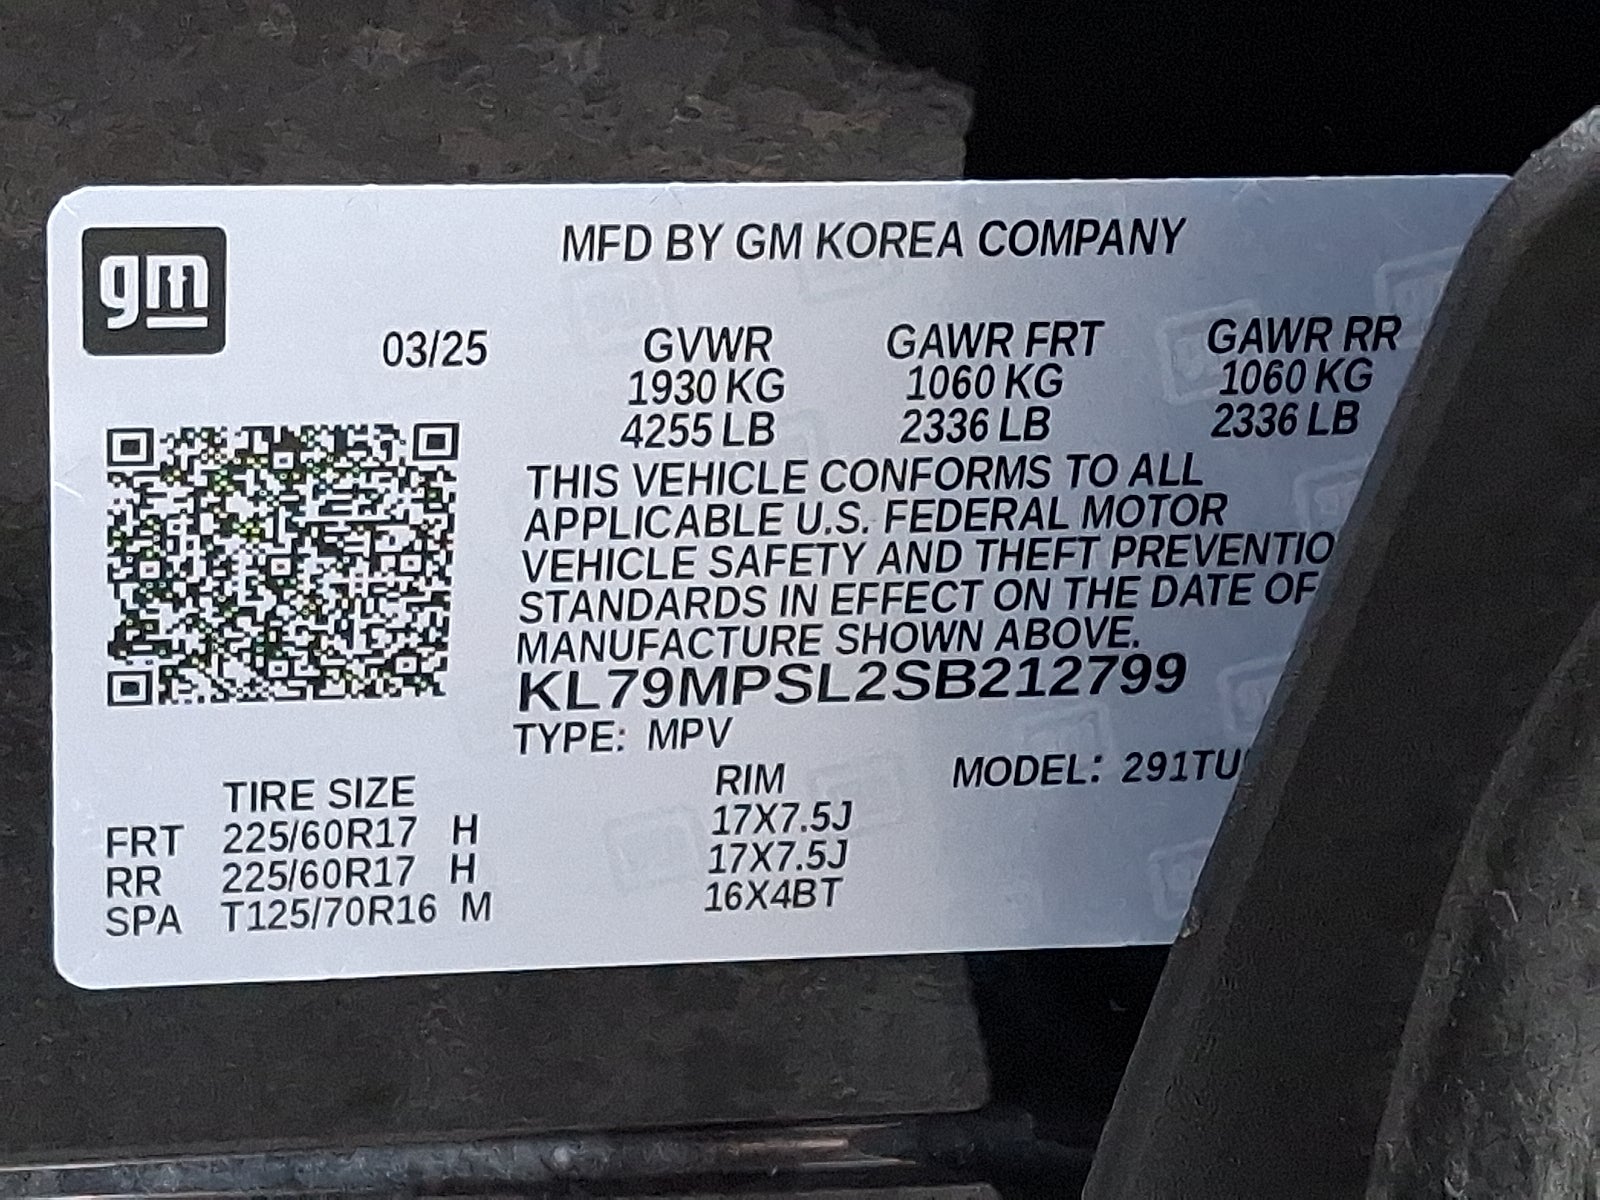 gm
MFD BY GM KOREA COMPANY
03/25 GVWR GAWR FRT GAWR RR
1930 KG 1060 KG 1060 KG
4255 LB 2336 LB 2336 LB
THIS VEHICLE CONFORMS TO ALL
APPLICABLE U.S. FEDERAL MOTOR
VEHICLE SAFETY AND THEFT PREVENTIO
STANDARDS IN EFFECT ON THE DATE OF
MANUFACTURE SHOWN ABOVE.
KL79MPSL2SB212799
TYPE: MPV
MODEL: 291TU
TIRE SIZE RIM
FRT 225/60R17 H 17X7.5J
RR 225/60R17 H 17X7.5J
SPA T125/70R16 M 16X4BT